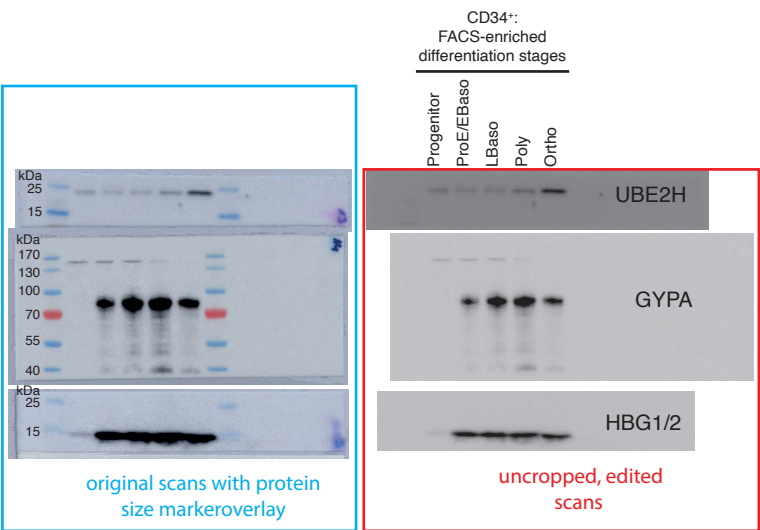 CD34⁺:
FACS-enriched
differentiation stages
Progenitor
ProE/EBaso
LBaso
Poly
Ortho
kDa
25
15
UBE2H
kDa
170
130
100
70
55
40
GYPA
kDa
25
15
HBG1/2
original scans with protein
size markeroverlay
uncropped, edited
scans